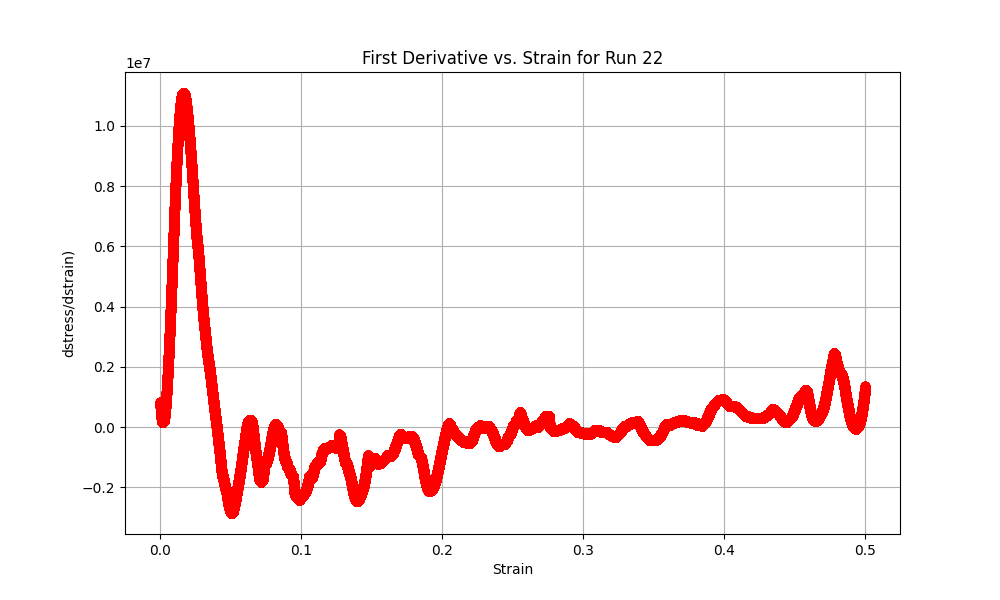 First Derivative vs. Strain for Run 22
1e7
1.0
0.8
0.6
0.4
0.2
0.0
−0.2
dstress/dstrain)
0.0 0.1 0.2 0.3 0.4 0.5
Strain